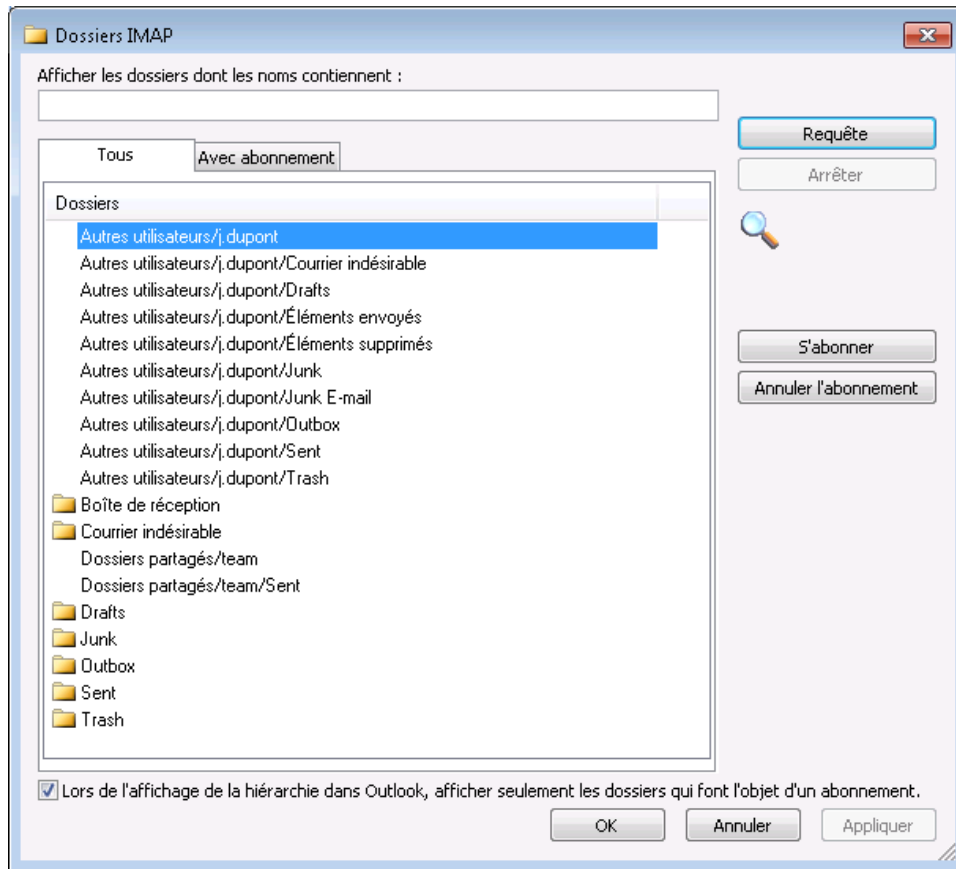 Dossiers IMAP
Afficher les dossiers dont les noms contiennent :
Requête
Tous
Avec abonnement
Arrêter
Dossiers
Autres utilisateurs/j.dupont
Autres utilisateurs/j.dupont/Courrier indésirable
Autres utilisateurs/j.dupont/Drafts
Autres utilisateurs/j.dupont/Éléments envoyés
Autres utilisateurs/j.dupont/Éléments supprimés
S'abonner
Autres utilisateurs/j.dupont/Junk
Annuler l'abonnement
Autres utilisateurs/j.dupont/Junk E-mail
Autres utilisateurs/j.dupont/Outbox
Autres utilisateurs/j.dupont/Sent
Autres utilisateurs/j.dupont/Trash
Boîte de réception
Courrier indésirable
Dossiers partagés/team
Dossiers partagés/team/Sent
Drafts
Junk
Outbox
Sent
Trash
Lors de l'affichage de la hiérarchie dans Outlook, afficher seulement les dossiers qui font l'objet d'un abonnement.
OK
Annuler
Appliquer